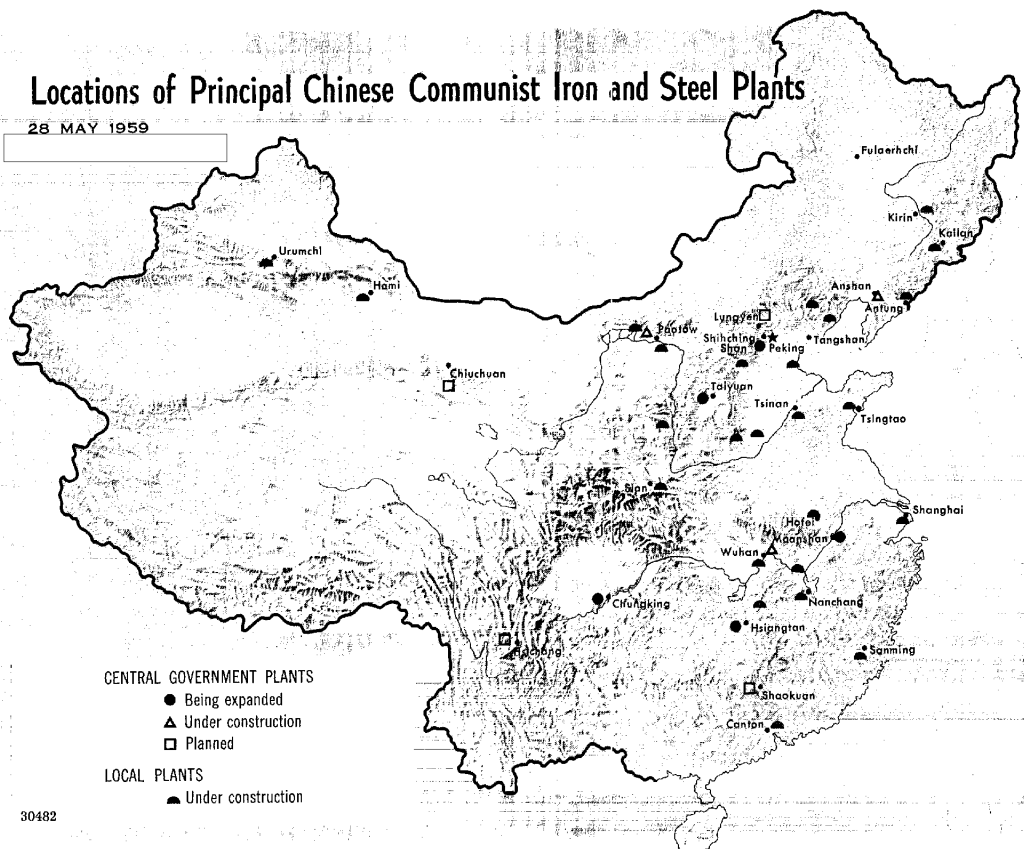 Locations of Principal Chinese Communist Iron and Steel Plants
28 MAY 1959
Fulaerhchi
Kirin
Kailan
Urumchi
Hami
Anshan
Antung
Lungyen
Paotow
Shihching
Shan
Peking
Tangshan
Chiuchuan
Taiyuan
Tsinan
Tsingtao
Sian
Shanghai
Hofei
Maanshan
Wuhan
Chungking
Nanchang
Hsiangtan
Sanming
Shaokuan
Canton
CENTRAL GOVERNMENT PLANTS
Being expanded
Under construction
Planned
LOCAL PLANTS
Under construction
30482